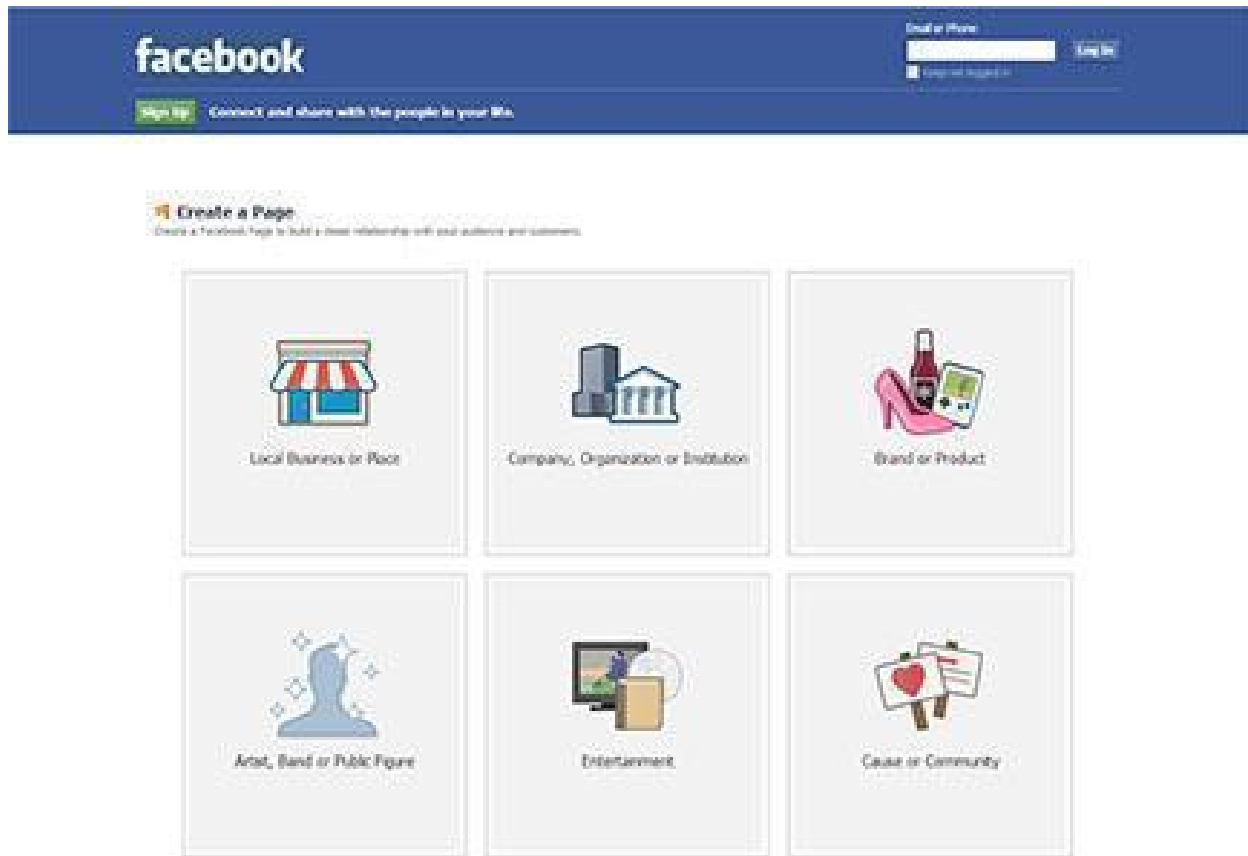 facebook
Email or Phone
Log In
Keep me logged in
Sign Up Connect and share with the people in your life.
Create a Page
Create a Facebook Page to build a closer relationship with your audience and customers.
Local Business or Place
Company, Organization or Institution
Brand or Product
Artist, Band or Public Figure
Entertainment
Cause or Community